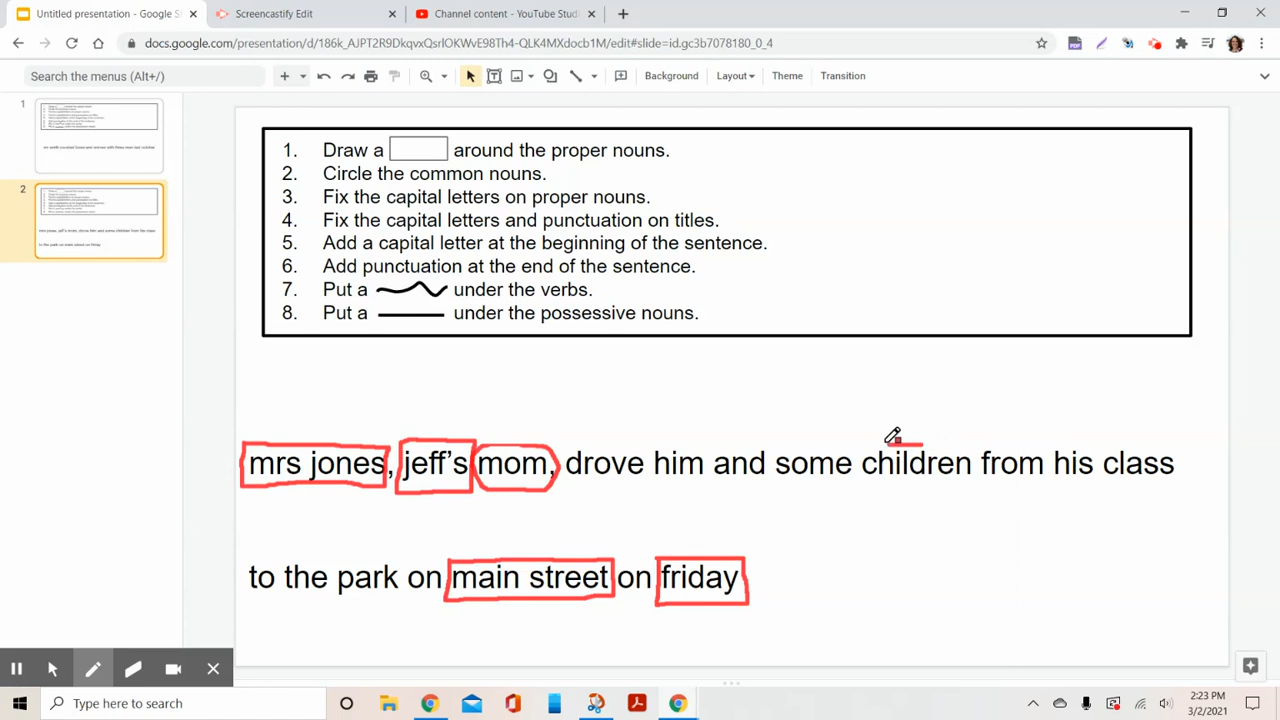 Untitled presentation - Google S
Screencastify Edit
Channel content - YouTube Stud
docs.google.com/presentation/d/186k_AJPT2R9DkqvxQsrlOKWvE98Th4-QLK4MXdocb1M/edit#slide=id.gc3b7078180_0_4
Search the menus (Alt+/)
Background
Layout
Theme
Transition
1
2
1. Draw a around the proper nouns.
2. Circle the common nouns.
3. Fix the capital letters on proper nouns.
4. Fix the capital letters and punctuation on titles.
5. Add a capital letter at the beginning of the sentence.
6. Add punctuation at the end of the sentence.
7. Put a under the verbs.
8. Put a under the possessive nouns.
mrs jones, jeff's mom, drove him and some children from his class
to the park on main street on friday
Type here to search
2:23 PM
3/2/2021